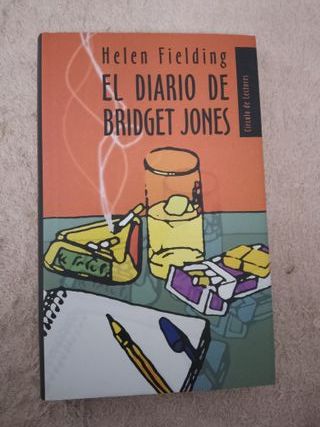 Helen Fielding
EL DIARIO DE
BRIDGET JONES
Círculo de Lectores